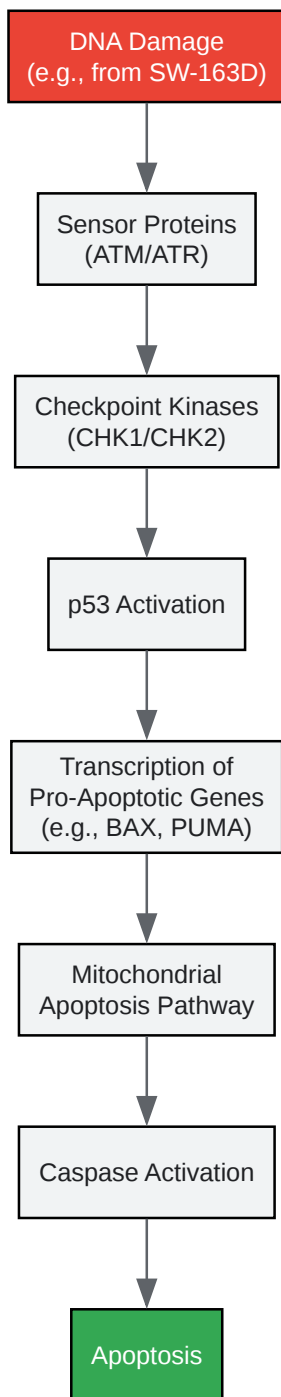 DNA Damage
(e.g., from SW-163D)
Sensor Proteins
(ATM/ATR)
Checkpoint Kinases
(CHK1/CHK2)
p53 Activation
Transcription of
Pro-Apoptotic Genes
(e.g., BAX, PUMA)
Mitochondrial
Apoptosis Pathway
Caspase Activation
Apoptosis